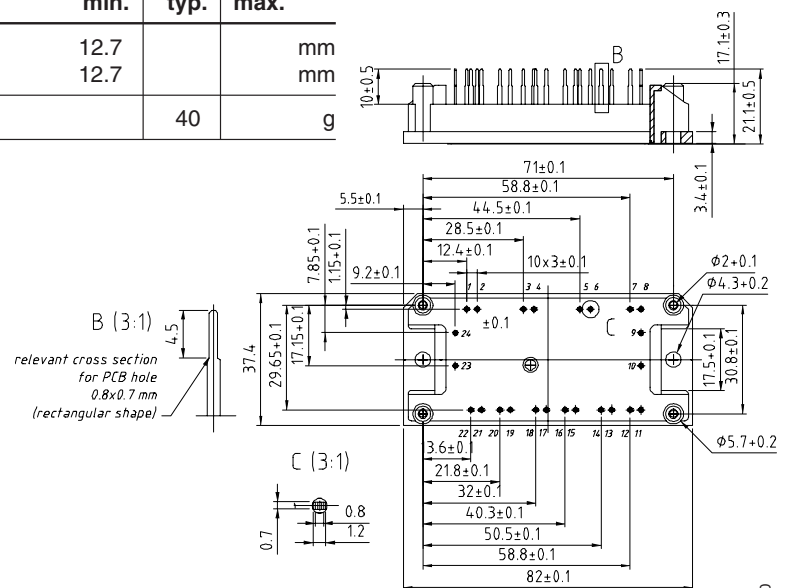 min. typ. max.
12.7 mm
12.7 mm
40 g
B
10±0.5
17.1±0.3
21.1±0.5
3.4±0.1
71±0.1
58.8±0.1
5.5±0.1
44.5±0.1
28.5±0.1
12.4±0.1
10x3±0.1
9.2±0.1
7.85+0.1
1.15+0.1
Φ2+0.1
Φ4.3+0.2
1 2 3 4 5 6 7 8
±0.1
C
24 9
23 10
37.4
29.65+0.1
17.15+0.1
17.5±0.1
30.8±0.1
B (3:1)
4.5
relevant cross section
for PCB hole
0.8x0.7 mm
(rectangular shape)
22 21 20 19 18 17 16 15 14 13 12 11
Φ5.7+0.2
C (3:1)
0.8
1.2
0.7
21.8±0.1
32±0.1
40.3±0.1
50.5±0.1
58.8±0.1
82±0.1